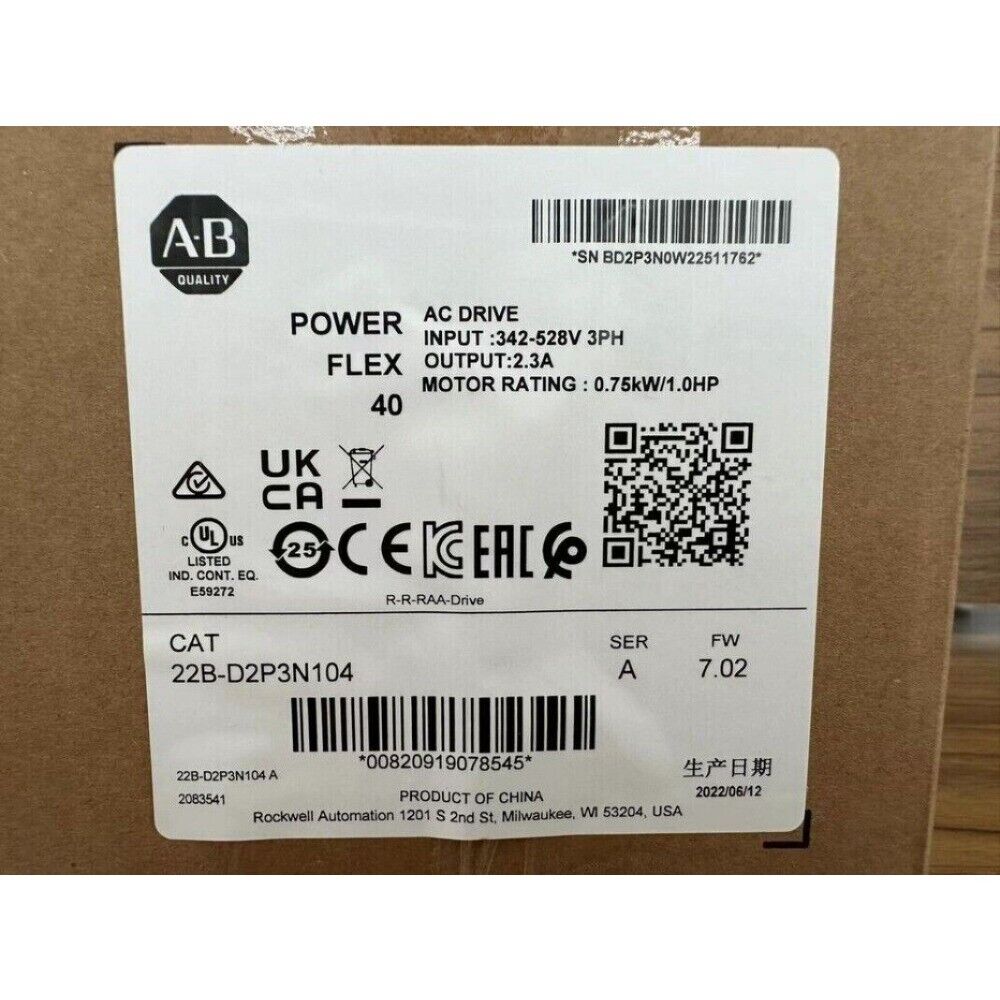 A-B
QUALITY
*SN BD2P3N0W22511762*
POWER
FLEX
40
AC DRIVE
INPUT :342-528V 3PH
OUTPUT:2.3A
MOTOR RATING : 0.75kW/1.0HP
UK
CA
C UL US
LISTED
IND. CONT. EQ.
E59272
25
CE
KC
EAC
R-R-RAA-Drive
CAT
22B-D2P3N104
SER
A
FW
7.02
*00820919078545*
22B-D2P3N104 A
2083541
生产日期
2022/06/12
PRODUCT OF CHINA
Rockwell Automation 1201 S 2nd St, Milwaukee, WI 53204, USA